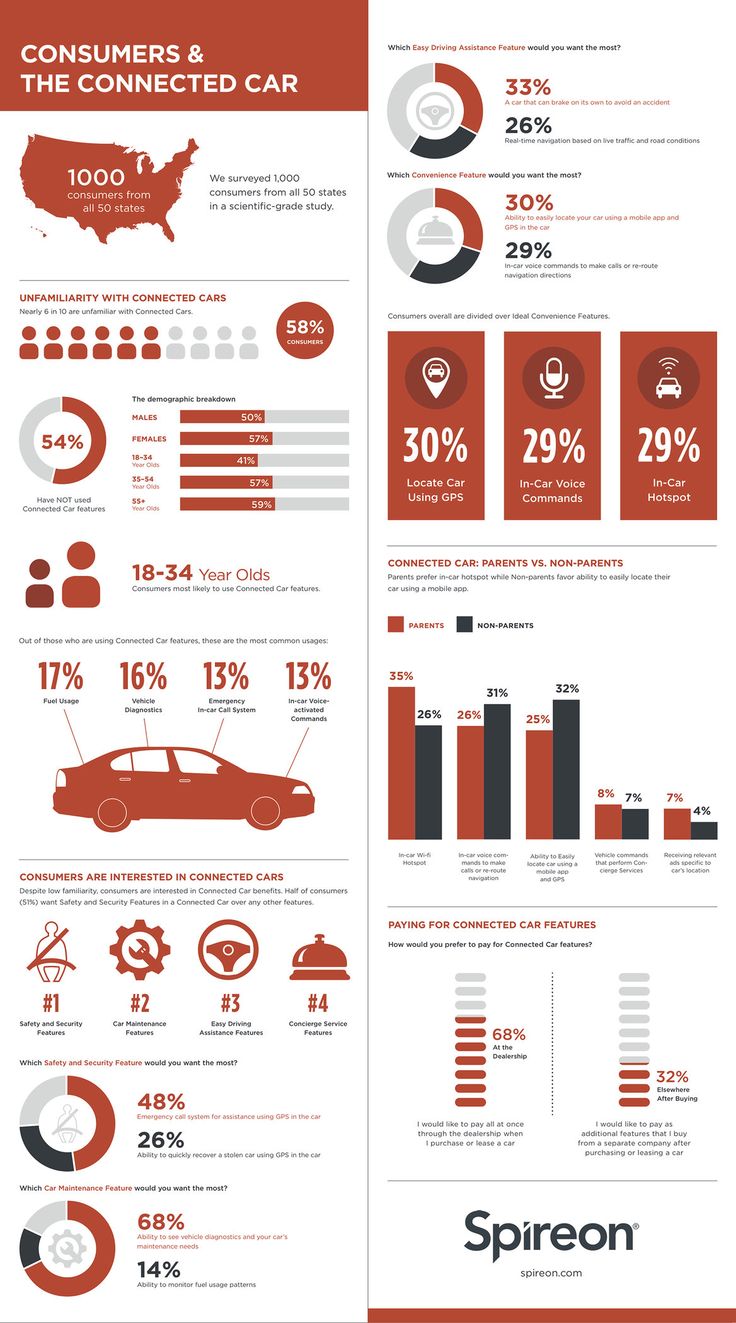 CONSUMERS &
THE CONNECTED CAR
1000
consumers from
all 50 states
We surveyed 1,000
consumers from all 50 states
in a scientific-grade study.
UNFAMILIARITY WITH CONNECTED CARS
Nearly 6 in 10 are unfamiliar with Connected Cars.
58%
CONSUMERS
54%
Have NOT used
Connected Car features
The demographic breakdown
MALES
50%
FEMALES
57%
18-34
Year Olds
41%
35-54
Year Olds
57%
55+
Year Olds
59%
18-34 Year Olds
Consumers most likely to use Connected Car features.
Out of those who are using Connected Car features, these are the most common usages:
17%
Fuel Usage
16%
Vehicle
Diagnostics
13%
Emergency
In-car Call System
13%
In-car Voice-
activated
Commands
CONSUMERS ARE INTERESTED IN CONNECTED CARS
Despite low familiarity, consumers are interested in Connected Car benefits. Half of consumers
(51%) want Safety and Security Features in a Connected Car over any other features.
#1
Safety and Security
Features
#2
Car Maintenance
Features
#3
Easy Driving
Assistance Features
#4
Concierge Service
Features
Which Safety and Security Feature would you want the most?
48%
Emergency call system for assistance using GPS in the car
26%
Ability to quickly recover a stolen car using GPS in the car
Which Car Maintenance Feature would you want the most?
68%
Ability to see vehicle diagnostics and your car's
maintenance needs
14%
Ability to monitor fuel usage patterns
Which Easy Driving Assistance Feature would you want the most?
33%
A car that can brake on its own to avoid an accident
26%
Real-time navigation based on live traffic and road conditions
Which Convenience Feature would you want the most?
30%
Ability to easily locate your car using a mobile app and
GPS in the car
29%
In-car voice commands to make calls or re-route
navigation directions
Consumers overall are divided over Ideal Convenience Features.
30%
Locate Car
Using GPS
29%
In-Car Voice
Commands
29%
In-Car
Hotspot
CONNECTED CAR: PARENTS VS. NON-PARENTS
Parents prefer in-car hotspot while Non-parents favor ability to easily locate their
car using a mobile app.
PARENTS
NON-PARENTS
35%
26%
In-car Wi-fi
Hotspot
26%
31%
In-car voice com-
mands to make
calls or re-route
navigation
25%
32%
Ability to Easily
locate car using a
mobile app
and GPS
8%
7%
Vehicle commands
that perform Con-
cierge Services
7%
4%
Receiving relevant
ads specific to
car's location
PAYING FOR CONNECTED CAR FEATURES
How would you prefer to pay for Connected Car features?
68%
At the
Dealership
I would like to pay all at once
through the dealership when
I purchase or lease a car
32%
Elsewhere
After Buying
I would like to pay as
additional features that I buy
from a separate company after
purchasing or leasing a car
Spireon®
spireon.com